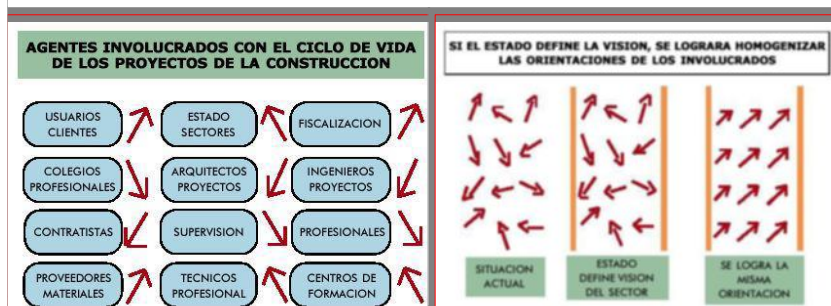 AGENTES INVOLUCRADOS CON EL CICLO DE VIDA
DE LOS PROYECTOS DE LA CONSTRUCCION
USUARIOS
CLIENTES
ESTADO
SECTORES
FISCALIZACION
COLEGIOS
PROFESIONALES
ARQUITECTOS
PROYECTOS
INGENIEROS
PROYECTOS
CONTRATISTAS
SUPERVISION
PROFESIONALES
PROVEEDORES
MATERIALES
TECNICOS
PROFESIONAL
CENTROS DE
FORMACION
SI EL ESTADO DEFINE LA VISION, SE LOGRARA HOMOGENIZAR
LAS ORIENTACIONES DE LOS INVOLUCRADOS
SITUACION
ACTUAL
ESTADO
DEFINE VISION
DEL SECTOR
SE LOGRA LA
MISMA
ORIENTACION